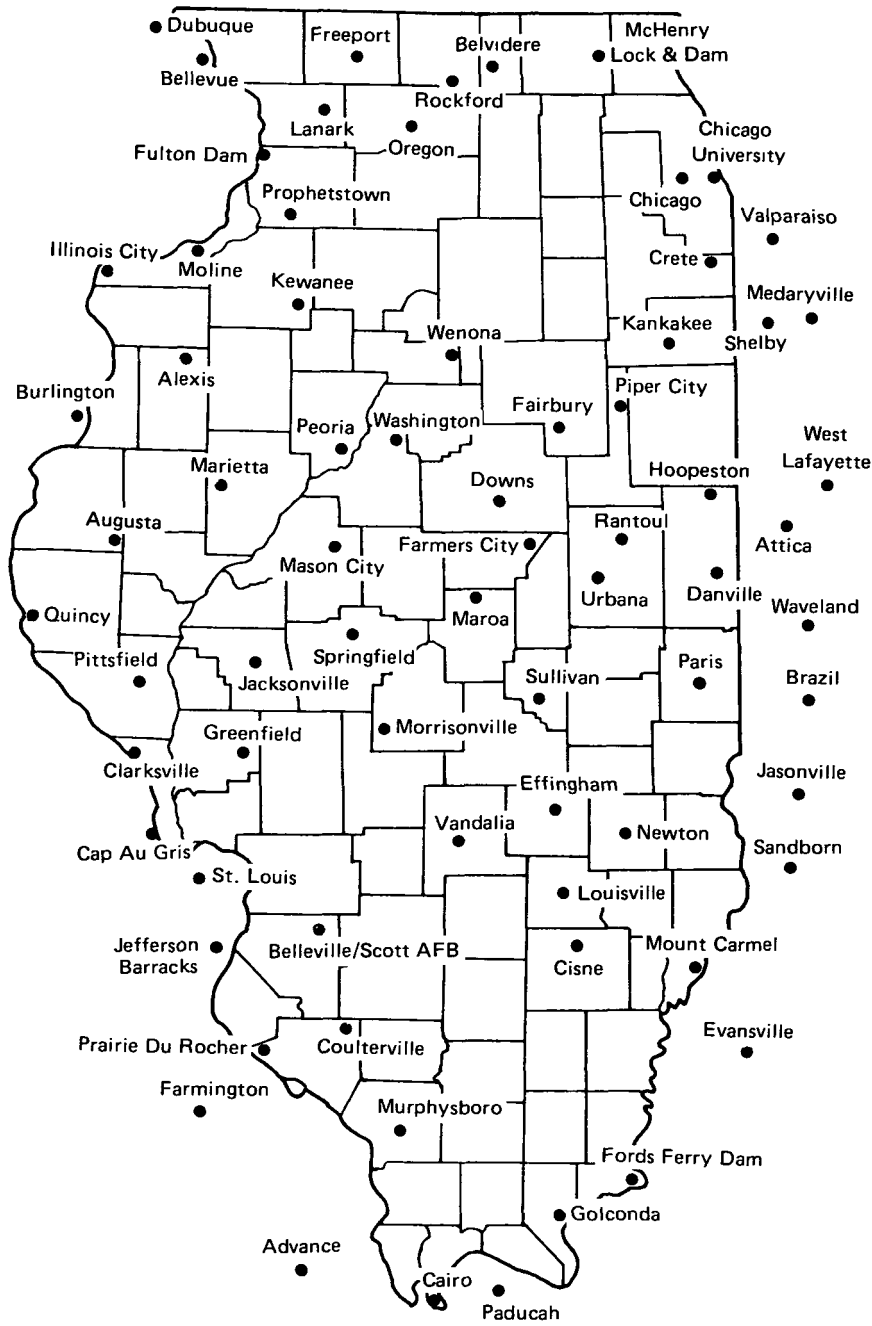 Dubuque
Freeport
Belvidere
McHenry
Lock & Dam
Bellevue
Rockford
Lanark
Oregon
Chicago
University
Fulton Dam
Prophetstown
Chicago
Valparaiso
Illinois City
Moline
Crete
Kewanee
Medaryville
Wenona
Kankakee
Shelby
Alexis
Burlington
Piper City
Fairbury
Peoria
Washington
West
Lafayette
Marietta
Downs
Hoopeston
Augusta
Rantoul
Attica
Farmers City
Mason City
Urbana
Danville
Quincy
Maroa
Waveland
Pittsfield
Springfield
Jacksonville
Sullivan
Paris
Brazil
Greenfield
Morrisonville
Clarksville
Effingham
Jasonville
Vandalia
Newton
Cap Au Gris
Sandborn
St. Louis
Louisville
Jefferson
Barracks
Belleville/Scott AFB
Mount Carmel
Cisne
Prairie Du Rocher
Coulterville
Evansville
Farmington
Murphysboro
Fords Ferry Dam
Golconda
Advance
Cairo
Paducah